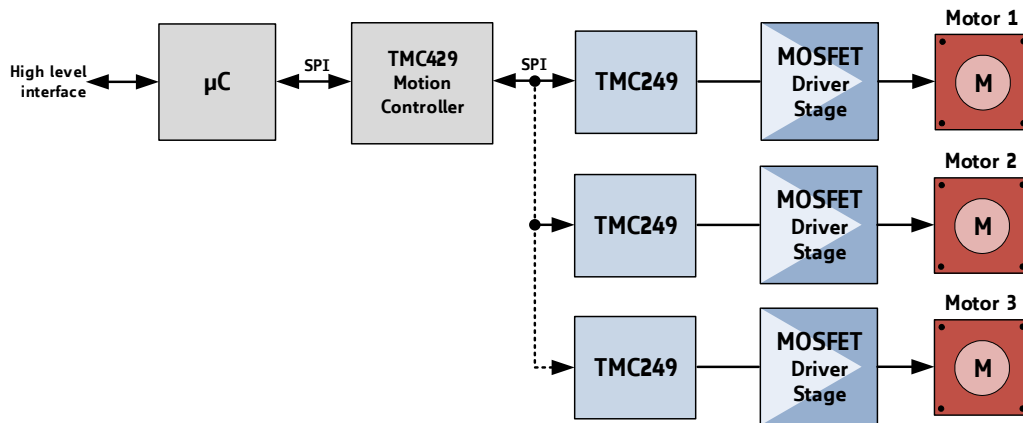 Motor 1
High level
interface
µC
SPI
TMC429
Motion
Controller
SPI
TMC249
MOSFET
Driver
Stage
M
Motor 2
TMC249
MOSFET
Driver
Stage
M
Motor 3
TMC249
MOSFET
Driver
Stage
M